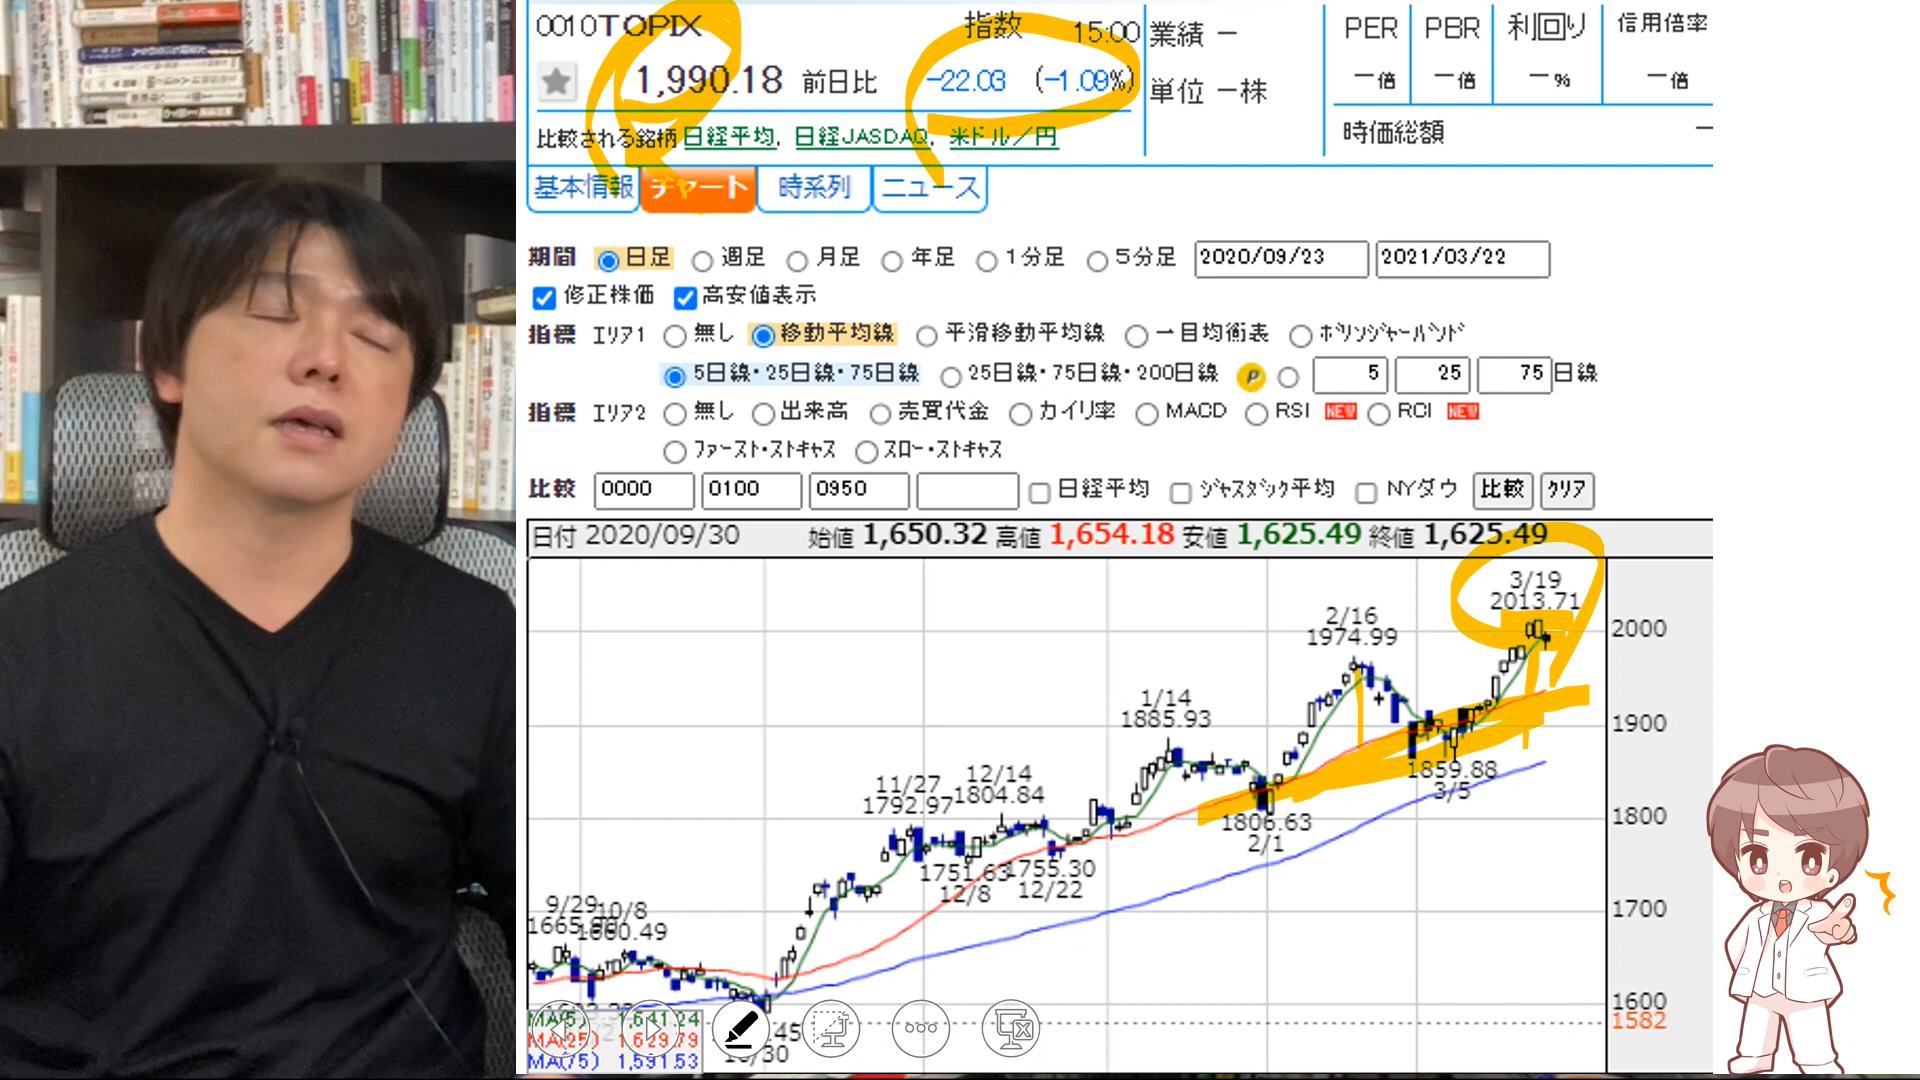 0010TOPIX 指数 15:00
1,990.18 前日比 -22.03 (-1.09%)
比較される銘柄 日経平均, 日経JASDAQ, 米ドル／円
業績 ー
単位 ー株
PER PBR 利回り 信用倍率
ー倍 ー倍 ー% ー倍
時価総額 ー
基本情報 チャート 時系列 ニュース
期間 日足 週足 月足 年足 1分足 5分足 2020/09/23 2021/03/22
修正株価 高安値表示
指標 ｴﾘｱ1 無し 移動平均線 平滑移動平均線 一目均衡表 ﾎﾞﾘﾝｼﾞｬｰﾊﾞﾝﾄﾞ
5日線・25日線・75日線 25日線・75日線・200日線 P 5 25 75 日線
指標 ｴﾘｱ2 無し 出来高 売買代金 カイリ率 MACD RSI NEW RCI NEW
ﾌｧｰｽﾄ･ｽﾄｷｬｽ ｽﾛｰ･ｽﾄｷｬｽ
比較 0000 0100 0950 日経平均 ｼﾞｬｽﾀﾞｯｸ平均 NYダウ 比較 ｸﾘｱ
日付 2020/09/30 始値 1,650.32 高値 1,654.18 安値 1,625.49 終値 1,625.49
3/19
2013.71
2/16
1974.99
1/14
1885.93
11/27
1792.97
12/14
1804.84
1859.88
3/5
1806.63
2/1
1751.63
12/8
1755.30
12/22
9/29
10/8
1660.49
2000
1900
1800
1700
1600
1582
MA(5) 1,641.24
MA(25) 1,629.79
MA(75) 1,591.53